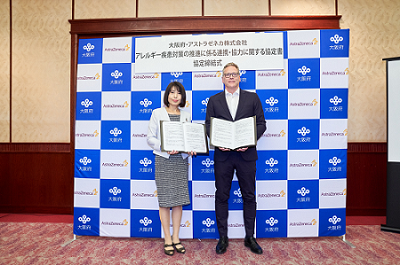 大阪府・アストラゼネカ株式会社
アレルギー疾患対策の推進に係る連携・協力に関する協定書
協定締結式
AstraZeneca
大阪府